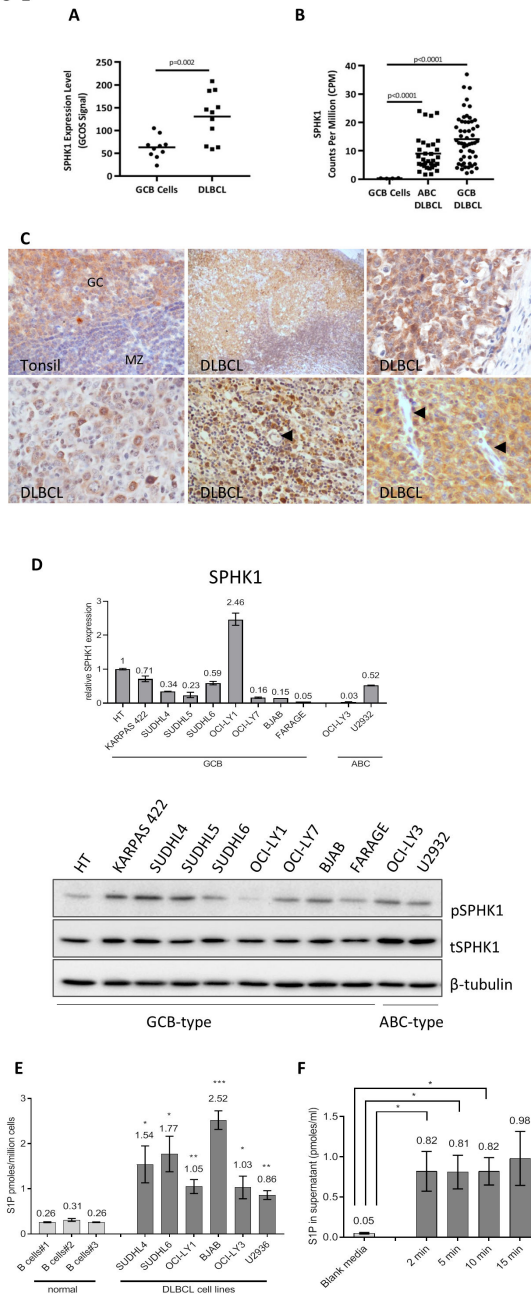 A
B
p=0.002
SPHK1 Expression Level
(GCOS Signal)
250
200
150
100
50
0
GCB Cells
DLBCL
p<0.0001
p<0.0001
SPHK1
Counts Per Million (CPM)
40
30
20
10
0
GCB Cells
ABC
DLBCL
GCB
DLBCL
C
GC
MZ
Tonsil
DLBCL
DLBCL
DLBCL
DLBCL
DLBCL
D
SPHK1
relative SPHK1 expression
3
2
1
0
1
0.71
0.34
0.23
0.59
2.46
0.16
0.15
0.05
0.03
0.52
HT
KARPAS 422
SUDHL4
SUDHL5
SUDHL6
OCI-LY1
OCI-LY7
BJAB
FARAGE
OCI-LY3
U2932
GCB
ABC
HT
KARPAS 422
SUDHL4
SUDHL5
SUDHL6
OCI-LY1
OCI-LY7
BJAB
FARAGE
OCI-LY3
U2932
pSPHK1
tSPHK1
β-tubulin
GCB-type
ABC-type
E
S1P pmoles/million cells
3
2
1
0
0.26
0.31
0.26
*
1.54
*
1.77
**
1.05
***
2.52
*
1.03
**
0.86
B cells#1
B cells#2
B cells#3
SUDHL4
SUDHL6
OCI-LY1
BJAB
OCI-LY3
U2936
normal
DLBCL cell lines
F
*
*
*
S1P in supernatant (pmoles/ml)
1.5
1.0
0.5
0.0
0.05
0.82
0.81
0.82
0.98
Blank media
2 min
5 min
10 min
15 min